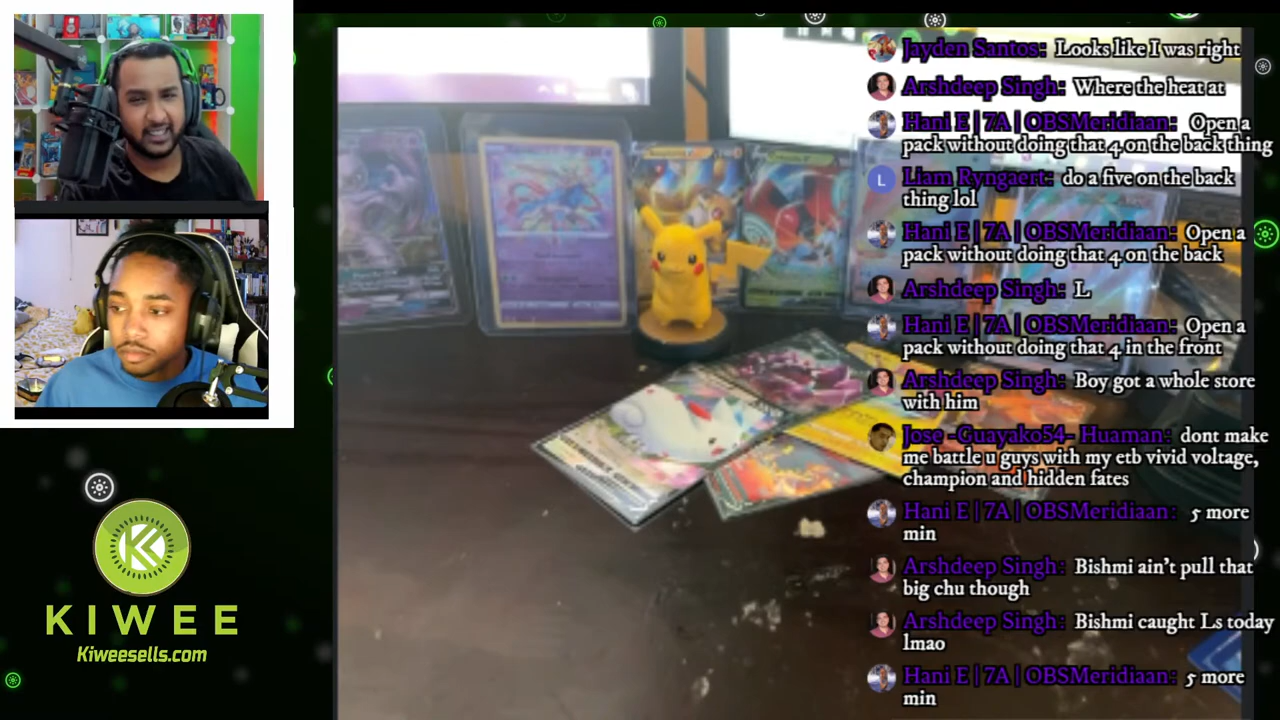 Jayden Santos: Looks like I was right
Arshdeep Singh: Where the heat at
Hani E | 7A | OBSMeridiaan: Open a
pack without doing that 4 on the back thing
L
Liam Ryngaert: do a five on the back
thing lol
Hani E | 7A | OBSMeridiaan: Open a
pack without doing that 4 on the back
Arshdeep Singh: L
Hani E | 7A | OBSMeridiaan: Open a
pack without doing that 4 in the front
Arshdeep Singh: Boy got a whole store
with him
Jose -Guayako54- Huaman: dont make
me battle u guys with my etb vivid voltage,
champion and hidden fates
Hani E | 7A | OBSMeridiaan: 5 more
min
Arshdeep Singh: Bishmi ain't pull that
big chu though
Arshdeep Singh: Bishmi caught Ls today
lmao
Hani E | 7A | OBSMeridiaan: 5 more
min
K
KIWEE
Kiweesells.com